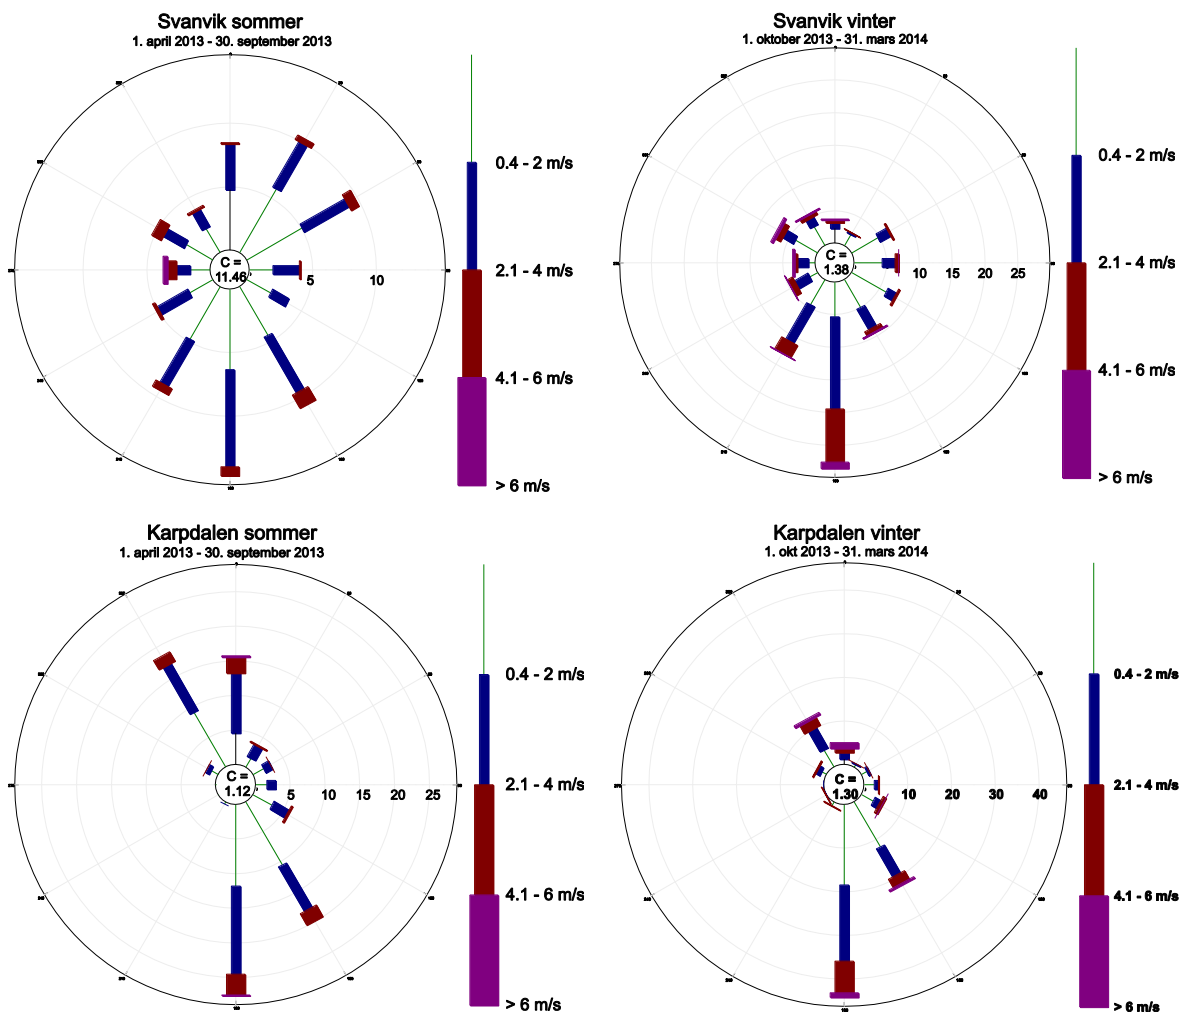 Svanvik sommer
1. april 2013 - 30. september 2013
0.4 - 2 m/s
2.1 - 4 m/s
4.1 - 6 m/s
> 6 m/s
C =
11.46
5
10
Svanvik vinter
1. oktober 2013 - 31. mars 2014
0.4 - 2 m/s
2.1 - 4 m/s
4.1 - 6 m/s
> 6 m/s
C =
1.38
10
15
20
25
Karpdalen sommer
1. april 2013 - 30. september 2013
0.4 - 2 m/s
2.1 - 4 m/s
4.1 - 6 m/s
> 6 m/s
C =
1.12
5
10
15
20
25
Karpdalen vinter
1. okt 2013 - 31. mars 2014
0.4 - 2 m/s
2.1 - 4 m/s
4.1 - 6 m/s
> 6 m/s
C =
1.30
10
20
30
40